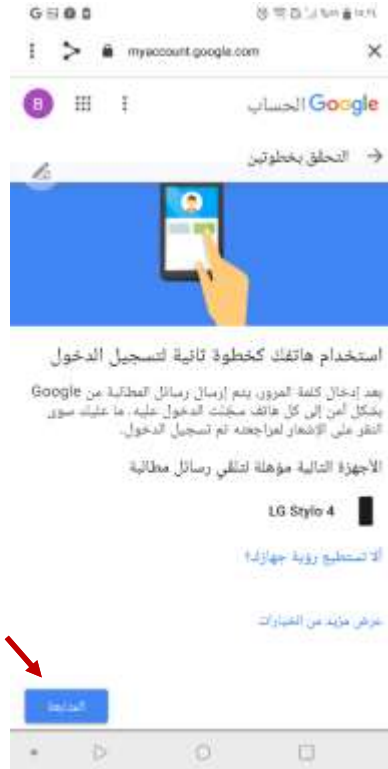 myaccount.google.com
الحساب Google
B
التحقق بخطوتين
استخدام هاتفك كخطوة ثانية لتسجيل الدخول
بعد إدخال كلمة المرور، يتم إرسال رسائل المطالبة من Google
بشكل آمن إلى كل هاتف سجّلت الدخول عليه. ما عليك سوى
النقر على الإشعار لمراجعته ثم تسجيل الدخول.
الأجهزة التالية مؤهلة لتلقي رسائل مطالبة
LG Stylo 4
ألا تستطيع رؤية جهازك؟
عرض مزيد من الخيارات
المتابعة